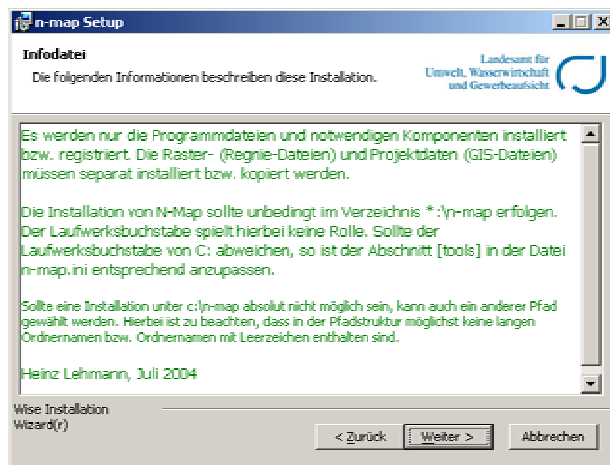 n-map Setup
Infodatei
Die folgenden Informationen beschreiben diese Installation.
Landesamt für
Umwelt, Wasserwirtschaft
und Gewerbeaufsicht
Es werden nur die Programmdateien und notwendigen Komponenten installiert
bzw. registriert. Die Raster- (Regnie-Dateien) und Projektdaten (GIS-Dateien)
müssen separat installiert bzw. kopiert werden.
Die Installation von N-Map sollte unbedingt im Verzeichnis *:\n-map erfolgen.
Der Laufwerksbuchstabe spielt hierbei keine Rolle. Sollte der
Laufwerksbuchstabe von C: abweichen, so ist der Abschnitt [tools] in der Datei
n-map.ini entsprechend anzupassen.
Sollte eine Installation unter c:\n-map absolut nicht möglich sein, kann auch ein anderer Pfad
gewählt werden. Hierbei ist zu beachten, dass in der Pfadstruktur möglichst keine langen
Ordnernamen bzw. Ordnernamen mit Leerzeichen enthalten sind.
Heinz Lehmann, Juli 2004
Wise Installation
Wizard(r)
< Zurück
Weiter >
Abbrechen